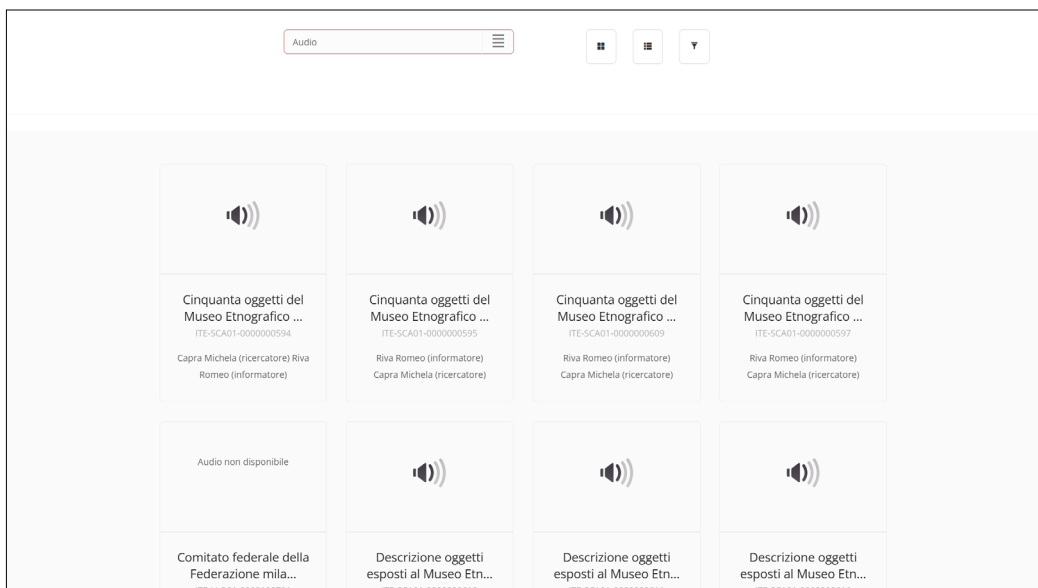 Audio
Cinquanta oggetti del
Museo Etnografico ...
ITE-SCA01-0000000594
Capra Michela (ricercatore) Riva
Romeo (informatore)
Cinquanta oggetti del
Museo Etnografico ...
ITE-SCA01-0000000595
Riva Romeo (informatore)
Capra Michela (ricercatore)
Cinquanta oggetti del
Museo Etnografico ...
ITE-SCA01-0000000609
Riva Romeo (informatore)
Capra Michela (ricercatore)
Cinquanta oggetti del
Museo Etnografico ...
ITE-SCA01-0000000597
Riva Romeo (informatore)
Capra Michela (ricercatore)
Audio non disponibile
Comitato federale della
Federazione mila...
Descrizione oggetti
esposti al Museo Etn...
Descrizione oggetti
esposti al Museo Etn...
Descrizione oggetti
esposti al Museo Etn...